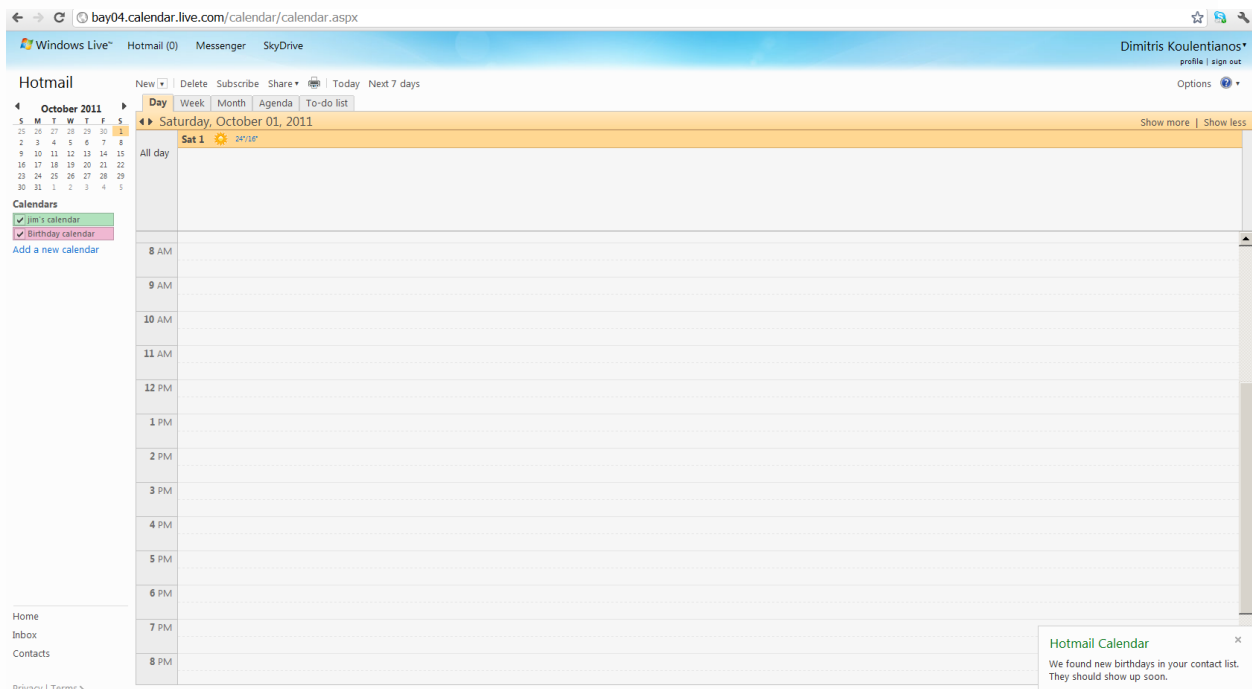 bay04.calendar.live.com/calendar/calendar.aspx
Windows Live™ Hotmail (0) Messenger SkyDrive Dimitris Koulentianos
profile | sign out
Hotmail New Delete Subscribe Share Today Next 7 days Options
Day Week Month Agenda To-do list
October 2011
S M T W T F S
25 26 27 28 29 30 1
2 3 4 5 6 7 8
9 10 11 12 13 14 15
16 17 18 19 20 21 22
23 24 25 26 27 28 29
30 31 1 2 3 4 5
Calendars
jim's calendar
Birthday calendar
Add a new calendar
Home
Inbox
Contacts
Privacy | Terms
Saturday, October 01, 2011 Show more | Show less
Sat 1 24°/16°
All day
8 AM
9 AM
10 AM
11 AM
12 PM
1 PM
2 PM
3 PM
4 PM
5 PM
6 PM
7 PM
8 PM
Hotmail Calendar
We found new birthdays in your contact list.
They should show up soon.